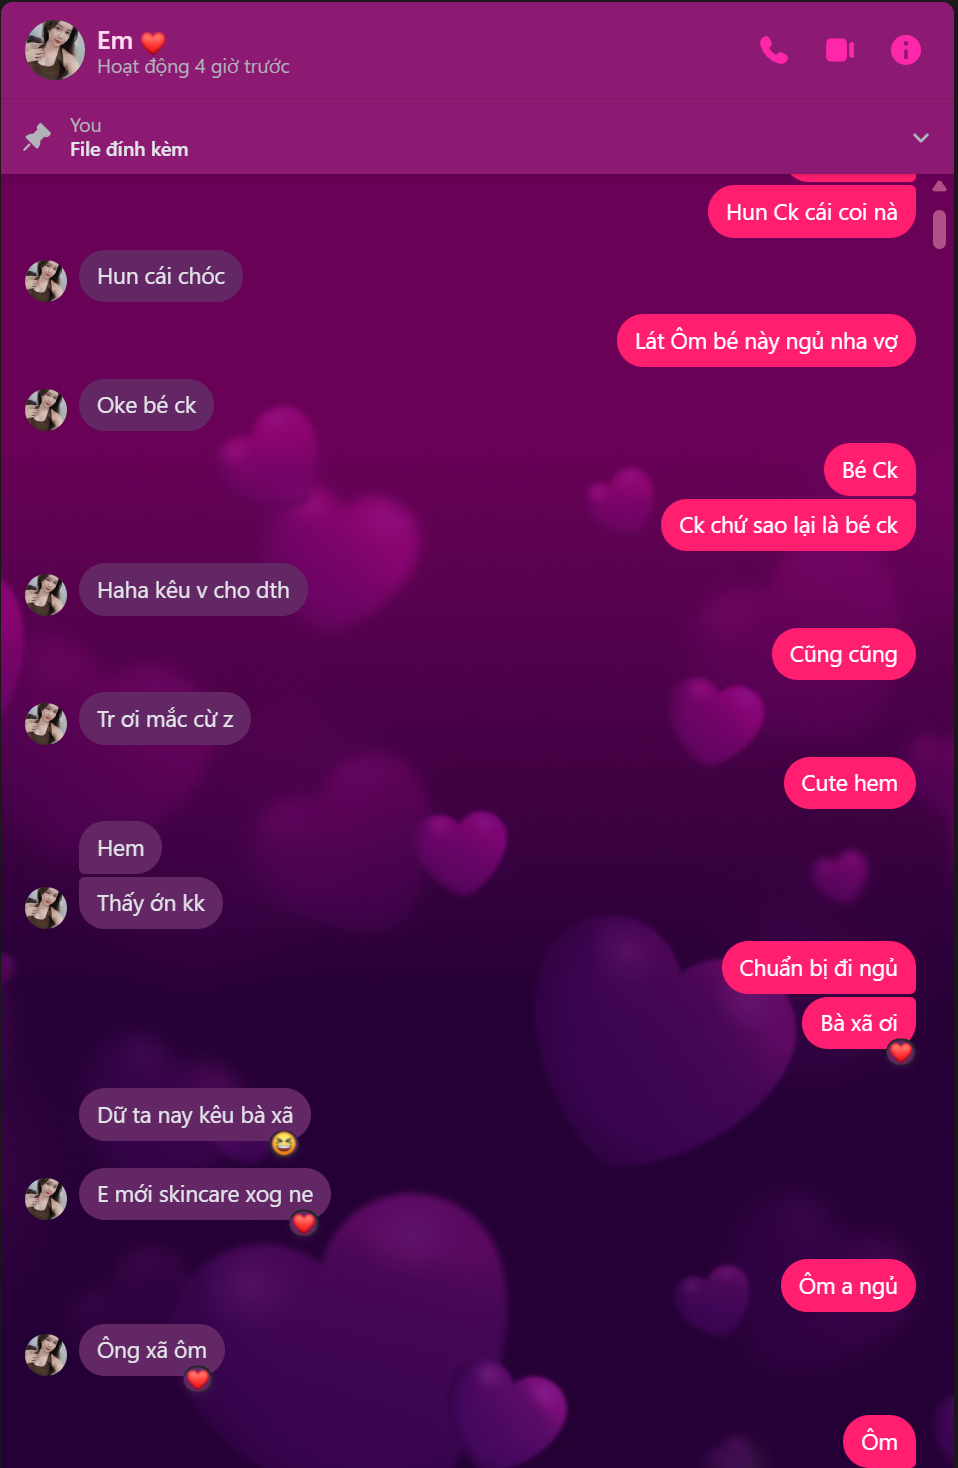 Em ❤️
Hoạt động 4 giờ trước
You
File đính kèm
Hun Ck cái coi nà
Hun cái chóc
Lát Ôm bé này ngủ nha vợ
Oke bé ck
Bé Ck
Ck chứ sao lại là bé ck
Haha kêu v cho dth
Cũng cũng
Tr ơi mắc cừ z
Cute hem
Hem
Thấy ớn kk
Chuẩn bị đi ngủ
Bà xã ơi
❤️
Dữ ta nay kêu bà xã
😆
E mới skincare xog ne
❤️
Ôm a ngủ
Ông xã ôm
❤️
Ôm